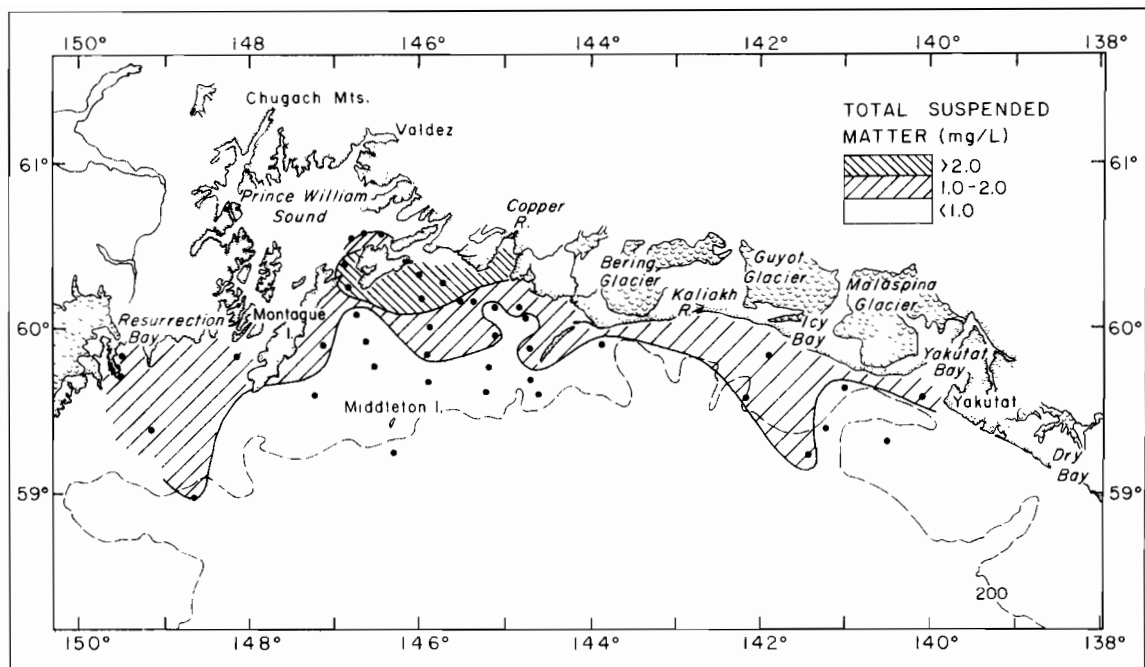 150° 148° 146° 144° 142° 140° 138°
Chugach Mts.
Valdez
TOTAL SUSPENDED
MATTER (mg/L)
>2.0
1.0-2.0
<1.0
61° 61°
Prince William
Sound
Copper
R.
Bering
Glacier
Guyot
Glacier
Kaliakh
R.
Malaspina
Glacier
60° 60°
Resurrection
Bay
Montague
I.
Icy
Bay
Yakutat
Bay
Yakutat
Middleton I.
Dry
Bay
59° 59°
200
150° 148° 146° 144° 142° 140° 138°